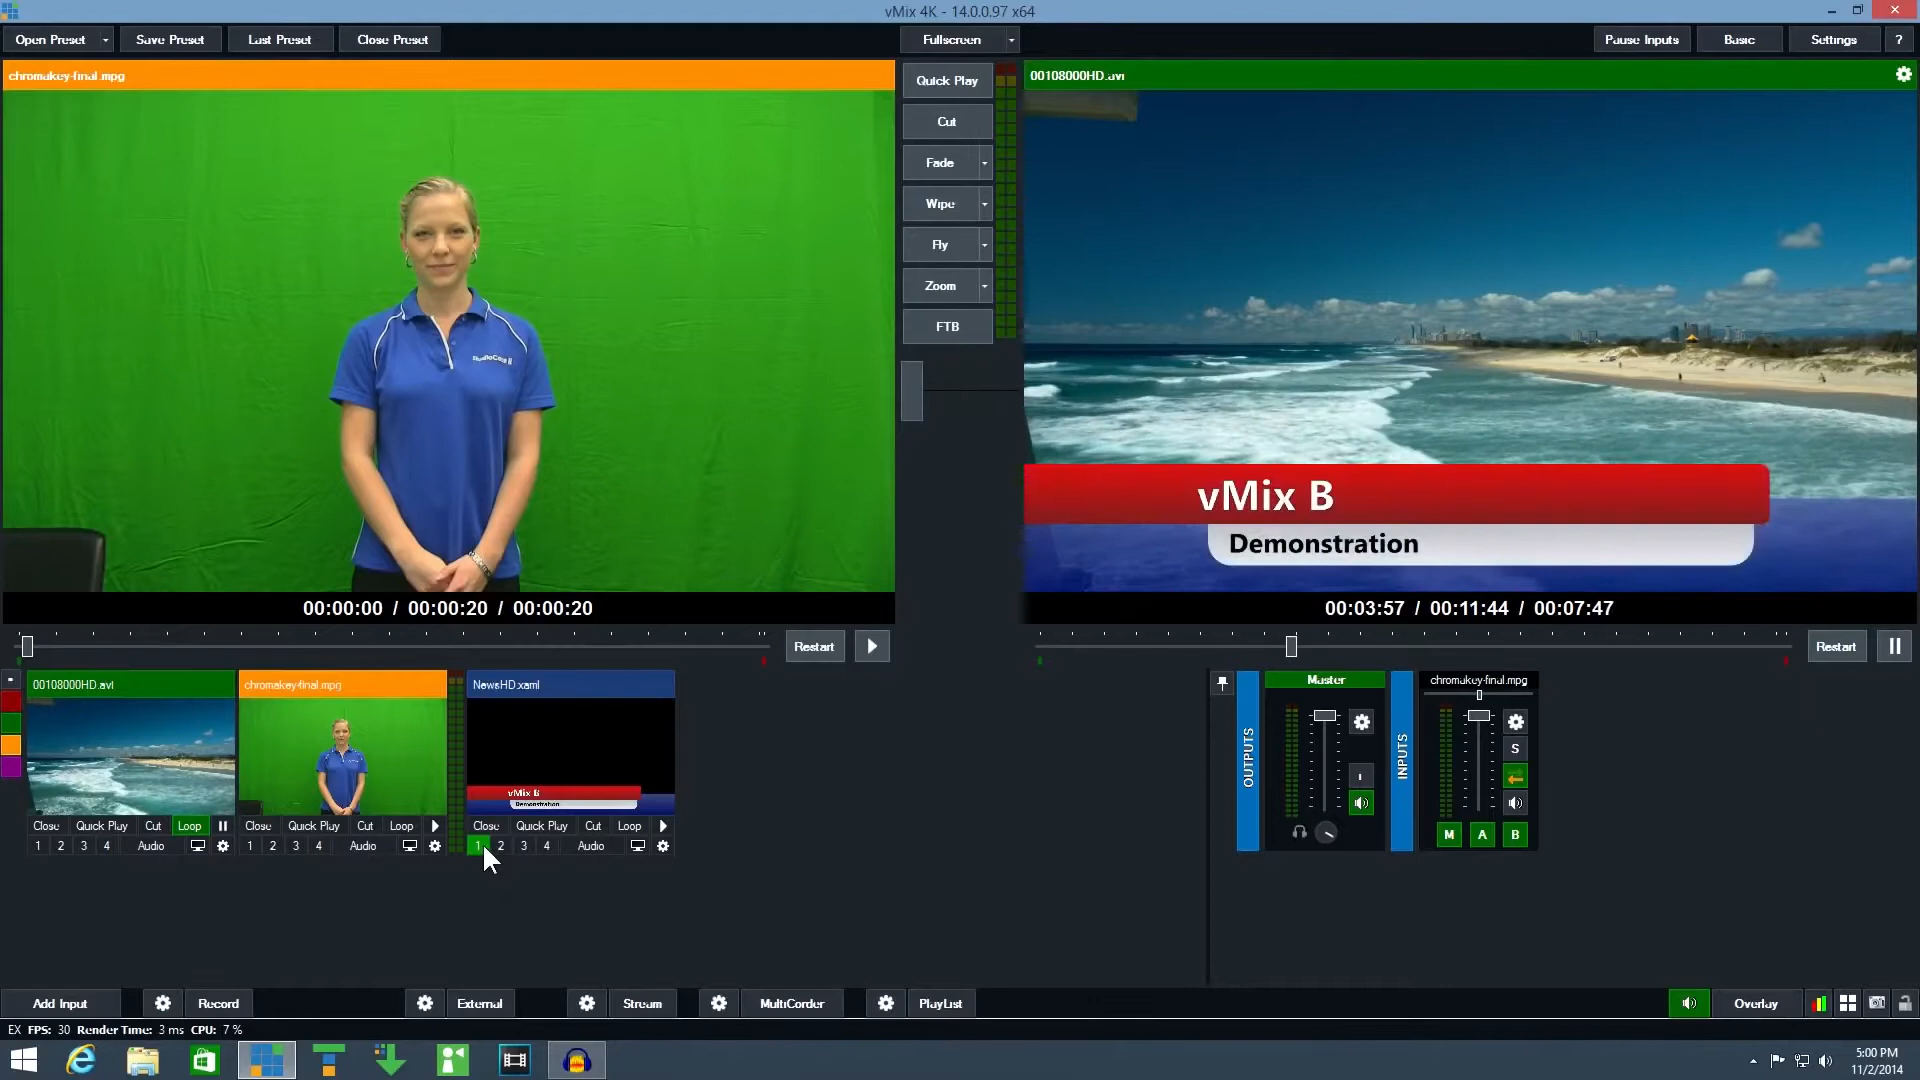 vMix 4K - 14.0.0.97 x64
Open Preset
Save Preset
Last Preset
Close Preset
Fullscreen
Pause Inputs
Basic
Settings
?
chromakey-final.mpg
Quick Play
Cut
Fade
Wipe
Fly
Zoom
FTB
00108000HD.avi
vMix B
Demonstration
00:00:00 / 00:00:20 / 00:00:20
00:03:57 / 00:11:44 / 00:07:47
Restart
Restart
00108000HD.avi
chromakey-final.mpg
NewsHD.xaml
vMix B
Demonstration
Close Quick Play Cut Loop
Close Quick Play Cut Loop
Close Quick Play Cut Loop
1 2 3 4 Audio
1 2 3 4 Audio
1 2 3 4 Audio
OUTPUTS
Master
INPUTS
chromakey-final.mpg
S
M A B
Add Input
Record
External
Stream
MultiCorder
PlayList
Overlay
EX FPS: 30 Render Time: 3 ms CPU: 7 %
5:00 PM
11/2/2014